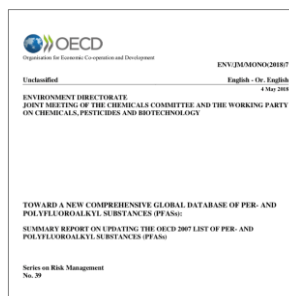 OECD
Organisation for Economic Co-operation and Development
ENV/JM/MONO(2018)7
Unclassified English - Or. English
4 May 2018
ENVIRONMENT DIRECTORATE
JOINT MEETING OF THE CHEMICALS COMMITTEE AND THE WORKING PARTY
ON CHEMICALS, PESTICIDES AND BIOTECHNOLOGY
TOWARD A NEW COMPREHENSIVE GLOBAL DATABASE OF PER- AND
POLYFLUOROALKYL SUBSTANCES (PFASs):
SUMMARY REPORT ON UPDATING THE OECD 2007 LIST OF PER- AND
POLYFLUOROALKYL SUBSTANCES (PFASs)
Series on Risk Management
No. 39